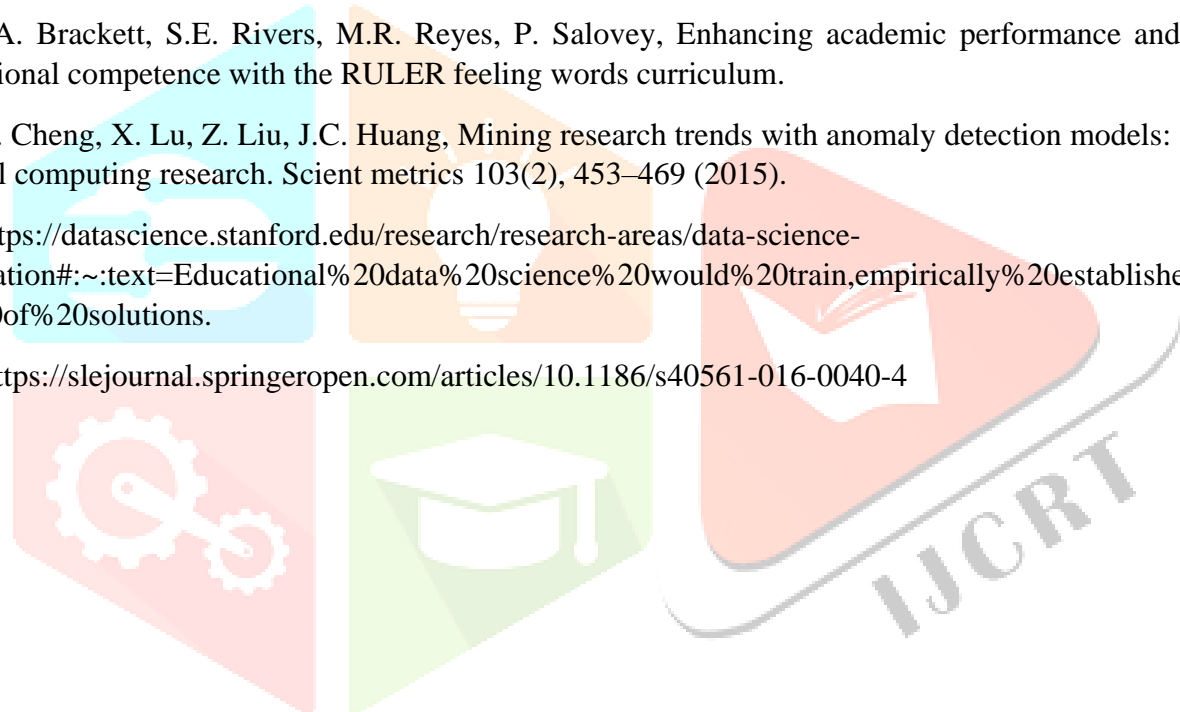 A. Brackett, S.E. Rivers, M.R. Reyes, P. Salovey, Enhancing academic performance and
ional competence with the RULER feeling words curriculum.
. Cheng, X. Lu, Z. Liu, J.C. Huang, Mining research trends with anomaly detection models:
l computing research. Scient metrics 103(2), 453–469 (2015).
tps://datascience.stanford.edu/research/research-areas/data-science-
ation#:~:text=Educational%20data%20science%20would%20train,empirically%20establishe
0of%20solutions.
ttps://slejournal.springeropen.com/articles/10.1186/s40561-016-0040-4
IJCRT